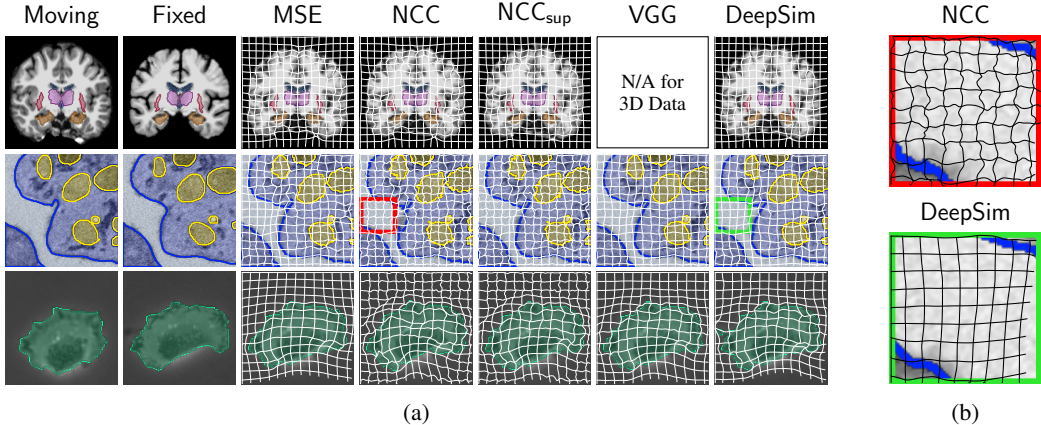 Moving Fixed MSE NCC NCCsup VGG DeepSim
N/A for
3D Data
(a)
NCC
DeepSim
(b)